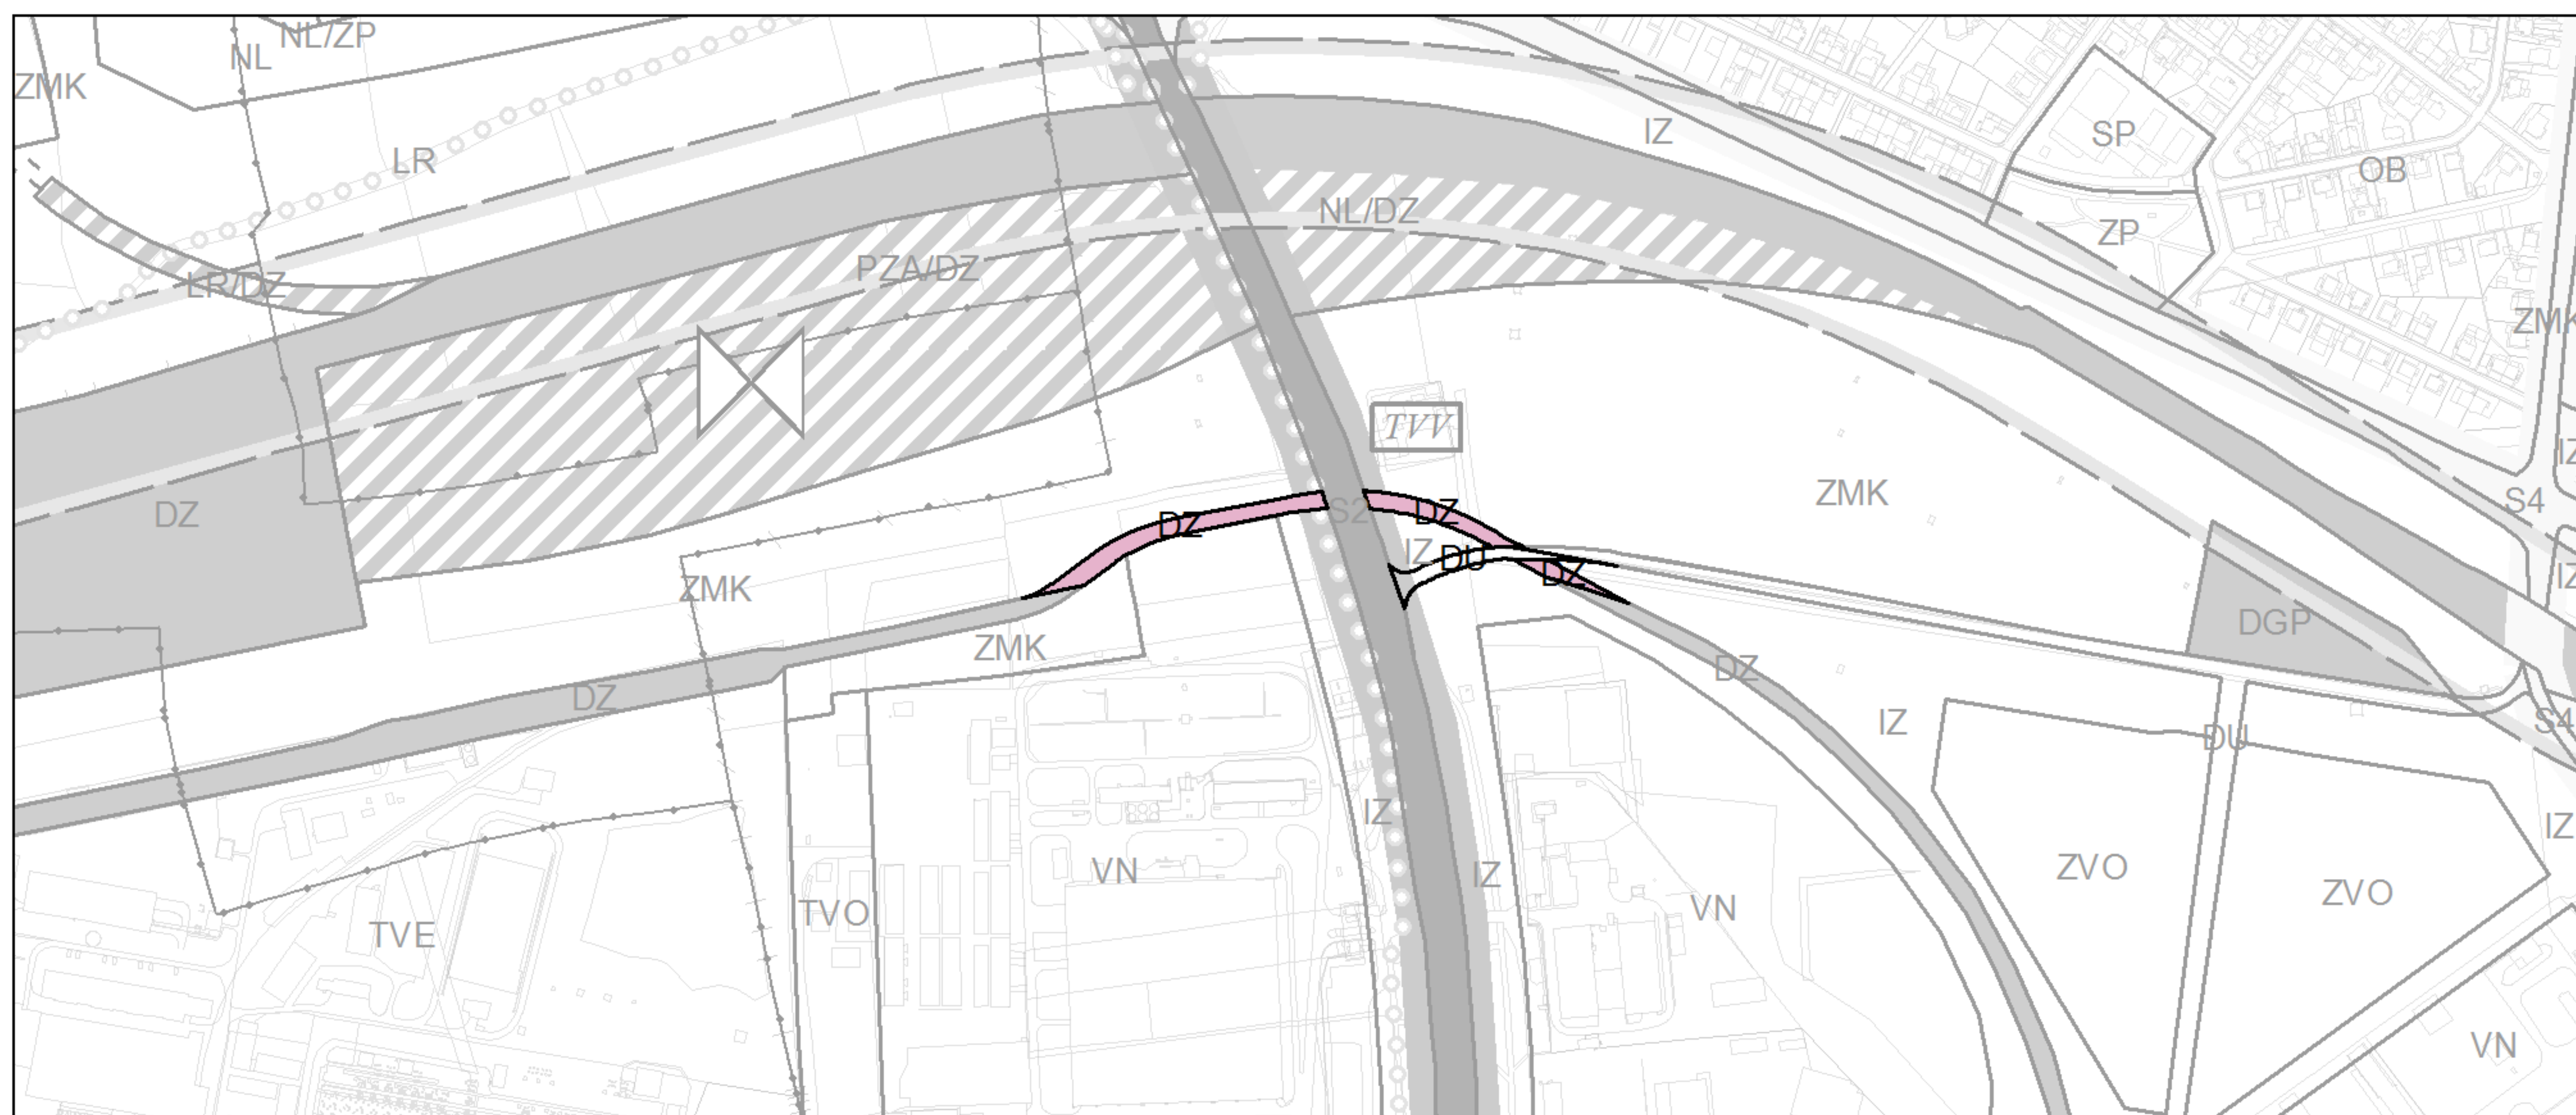 NL/ZP
NL
ZMK
IZ
SP
LR
OB
NL/DZ
ZP
PZA/DZ
LR/DZ
ZMK
TVV
IZ
ZMK
S4
DZ
S2
DZ
DZ
IZ
DU
DZ
IZ
ZMK
DGP
ZMK
DZ
DZ
IZ
S4
DU
IZ
IZ
ZVO
VN
IZ
ZVO
TVO
VN
TVE
VN